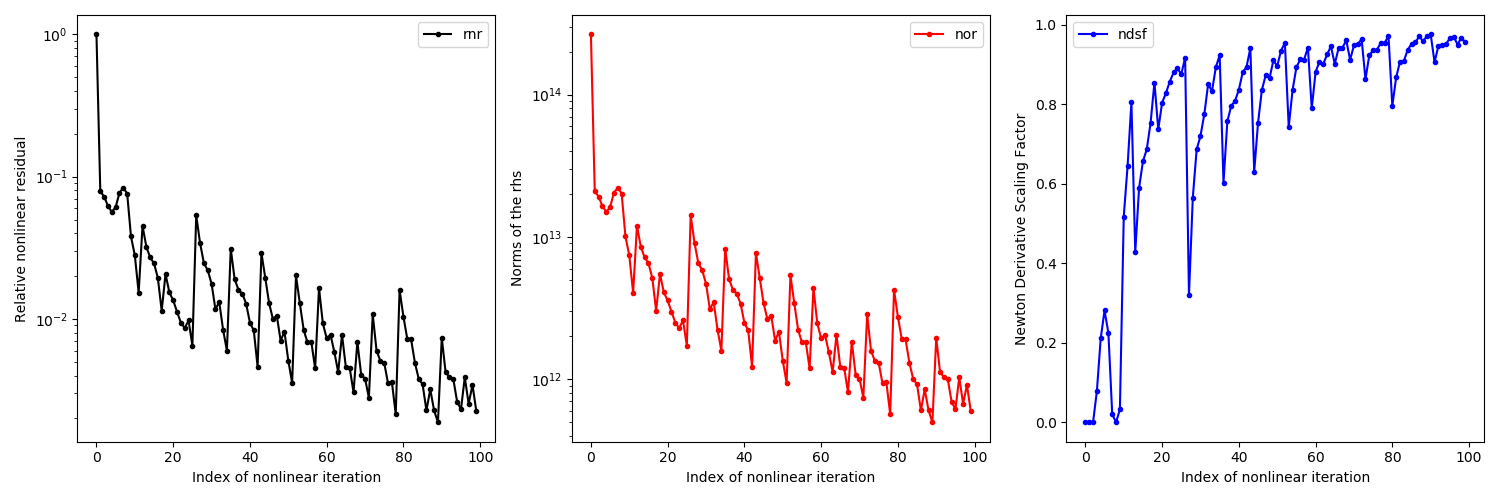 Relative nonlinear residual
10⁰
10⁻¹
10⁻²
0 20 40 60 80 100
Index of nonlinear iteration
rnr
Norms of the rhs
10¹⁴
10¹³
10¹²
0 20 40 60 80 100
Index of nonlinear iteration
nor
Newton Derivative Scaling Factor
1.0
0.8
0.6
0.4
0.2
0.0
0 20 40 60 80 100
Index of nonlinear iteration
ndsf